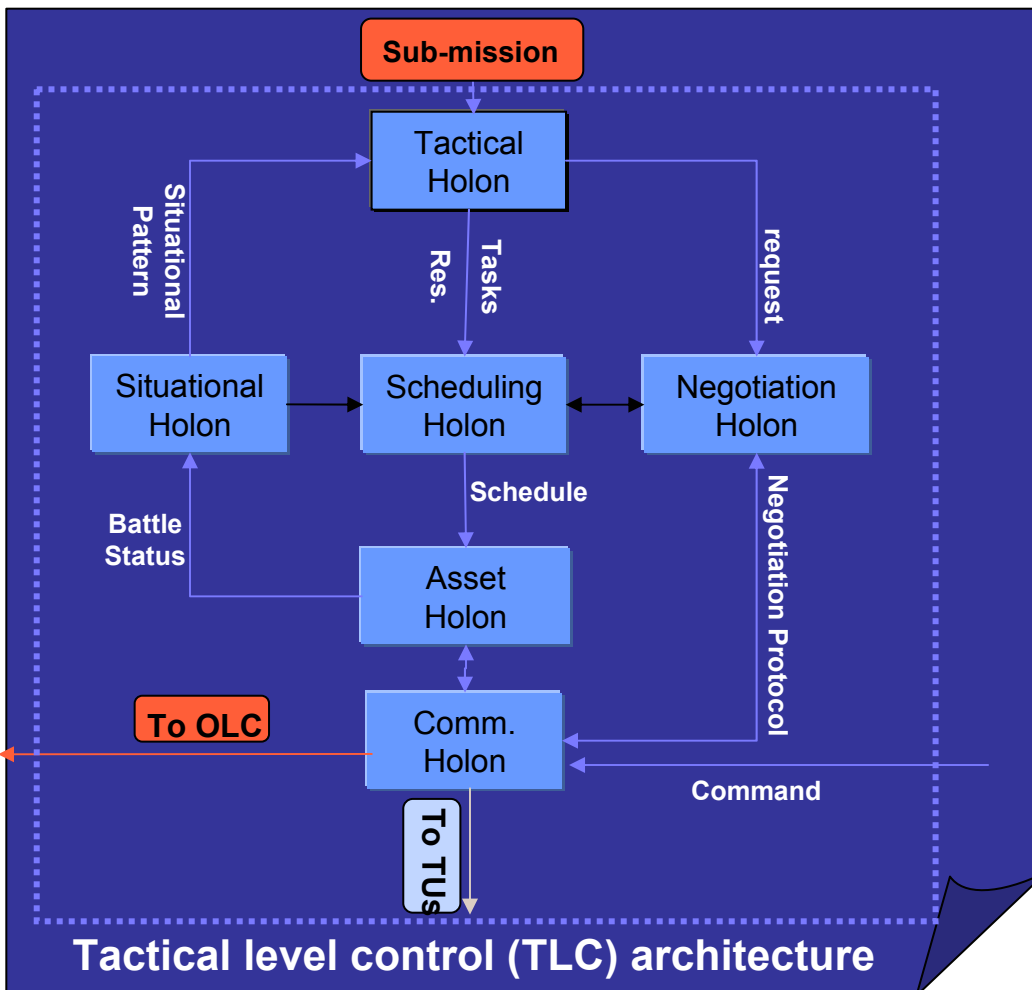 Sub-mission
Tactical
Holon
Situational
Pattern
Tasks
Res.
request
Situational
Holon
Scheduling
Holon
Negotiation
Holon
Schedule
Battle
Status
Negotiation Protocol
Asset
Holon
To OLC
Comm.
Holon
Command
To TUs
Tactical level control (TLC) architecture